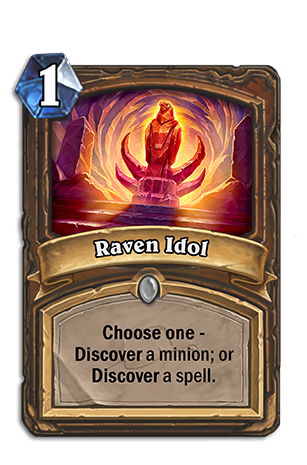 1
Raven Idol
Choose one -
Discover a minion; or
Discover a spell.